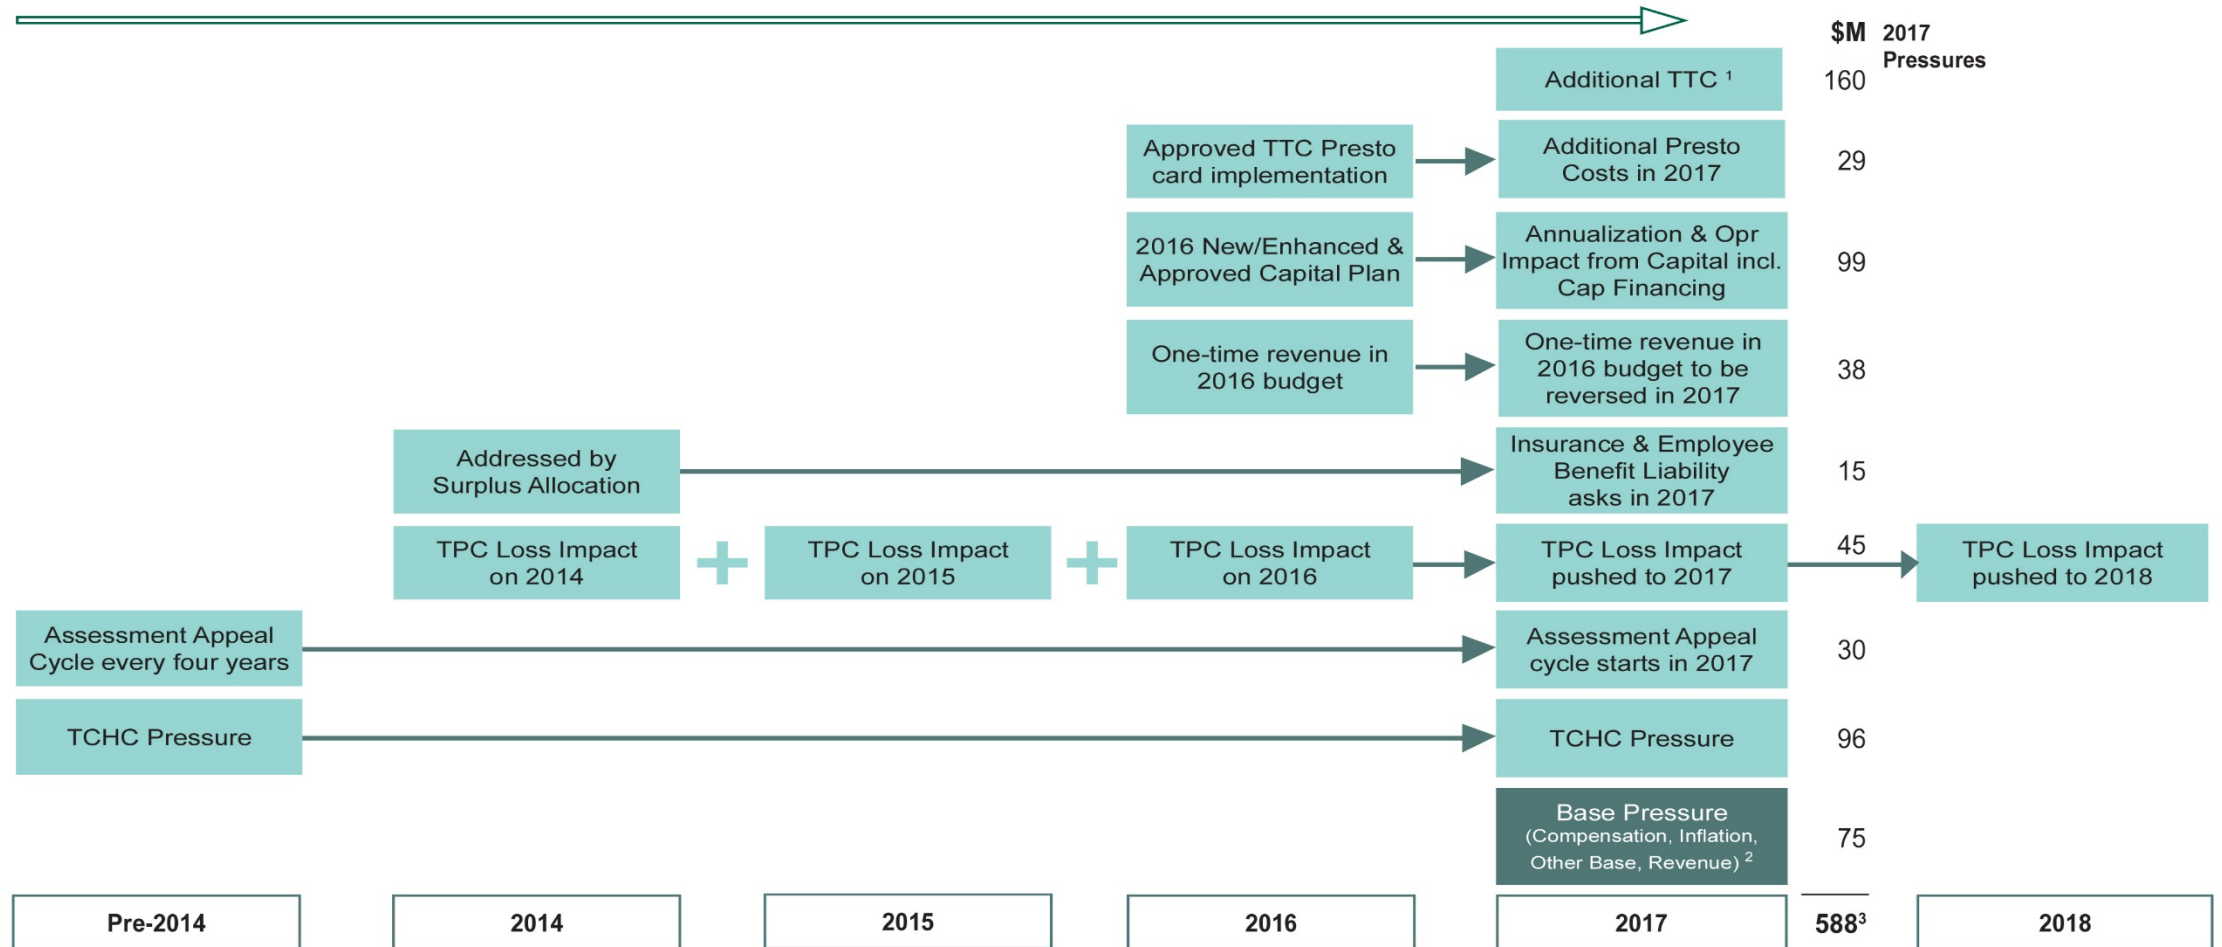 $M 2017
Pressures
Additional TTC ¹
160
Approved TTC Presto
card implementation
Additional Presto
Costs in 2017
29
2016 New/Enhanced &
Approved Capital Plan
Annualization & Opr
Impact from Capital incl.
Cap Financing
99
One-time revenue in
2016 budget
One-time revenue in
2016 budget to be
reversed in 2017
38
Addressed by
Surplus Allocation
Insurance & Employee
Benefit Liability
asks in 2017
15
TPC Loss Impact
on 2014
+
TPC Loss Impact
on 2015
+
TPC Loss Impact
on 2016
TPC Loss Impact
pushed to 2017
45
TPC Loss Impact
pushed to 2018
Assessment Appeal
Cycle every four years
Assessment Appeal
cycle starts in 2017
30
TCHC Pressure
TCHC Pressure
96
Base Pressure
(Compensation, Inflation,
Other Base, Revenue) ²
75
Pre-2014
2014
2015
2016
2017
588³
2018